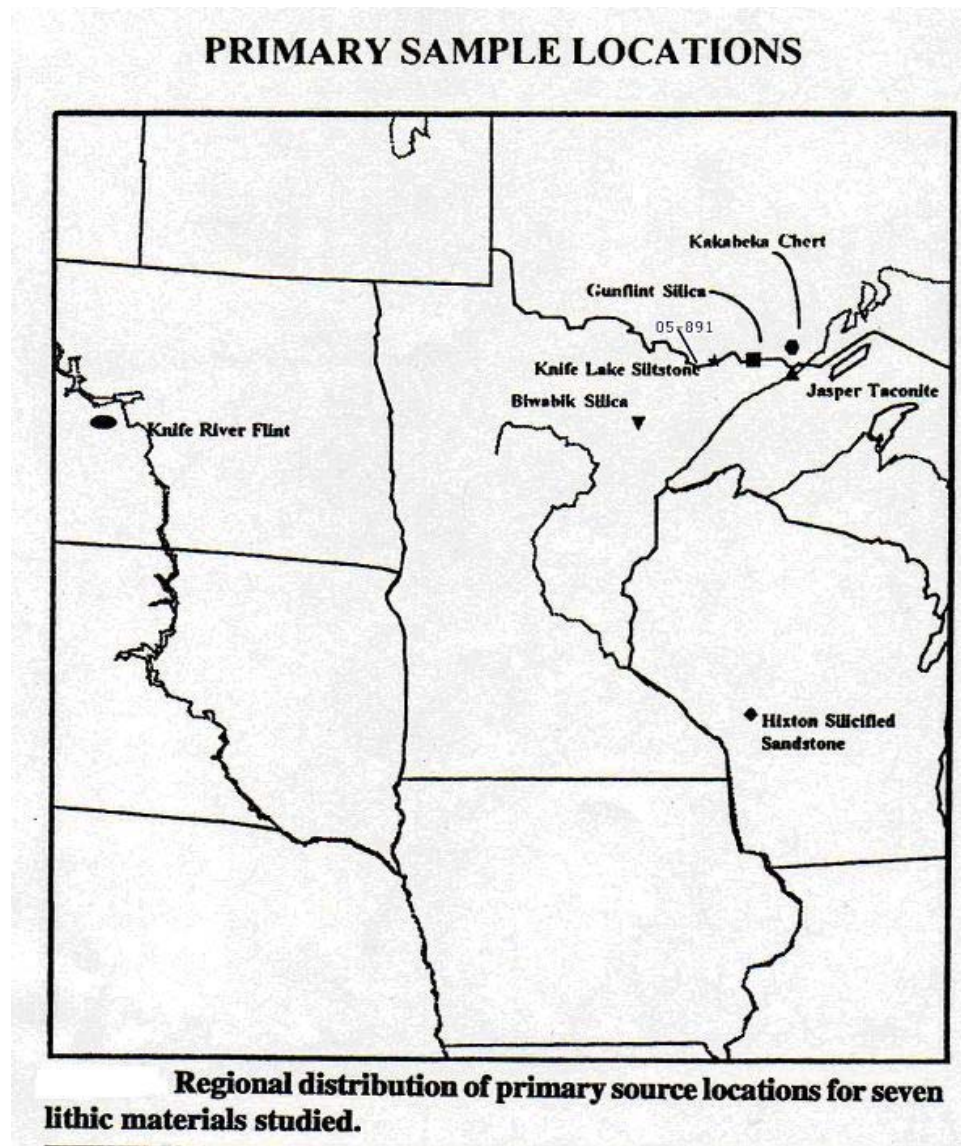 PRIMARY SAMPLE LOCATIONS
Kakabeka Chert
Gunflint Silica
05-891
Knife Lake Siltstone
Jasper Taconite
Biwabik Silica
Knife River Flint
Hixton Silicified
Sandstone
Regional distribution of primary source locations for seven
lithic materials studied.